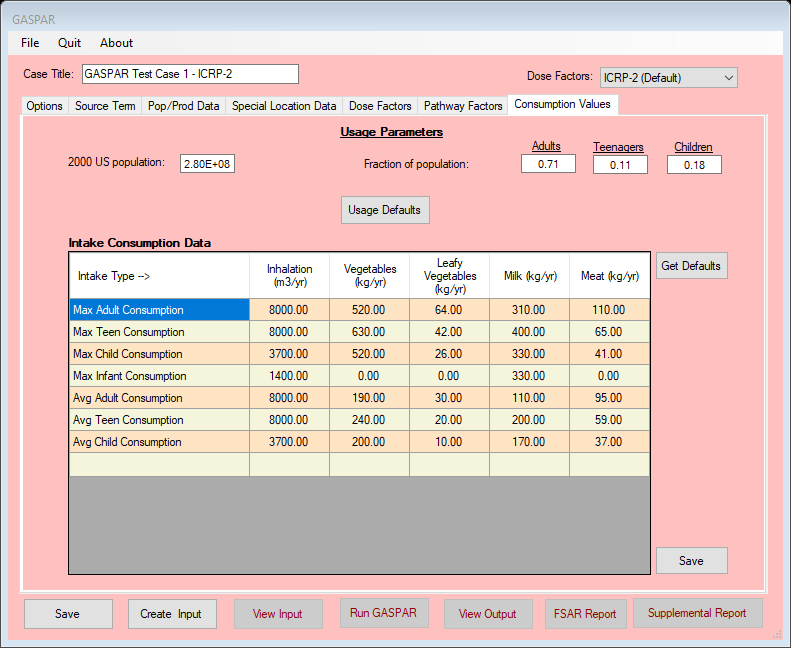 GASPAR
File Quit About
Case Title: GASPAR Test Case 1 - ICRP-2 Dose Factors: ICRP-2 (Default)
Options Source Term Pop/Prod Data Special Location Data Dose Factors Pathway Factors Consumption Values
Usage Parameters
Adults Teenagers Children
2000 US population: 2.80E+08 Fraction of population: 0.71 0.11 0.18
Usage Defaults
Intake Consumption Data
Intake Type --> Inhalation (m3/yr) Vegetables (kg/yr) Leafy Vegetables (kg/yr) Milk (kg/yr) Meat (kg/yr) Get Defaults
Max Adult Consumption 8000.00 520.00 64.00 310.00 110.00
Max Teen Consumption 8000.00 630.00 42.00 400.00 65.00
Max Child Consumption 3700.00 520.00 26.00 330.00 41.00
Max Infant Consumption 1400.00 0.00 0.00 330.00 0.00
Avg Adult Consumption 8000.00 190.00 30.00 110.00 95.00
Avg Teen Consumption 8000.00 240.00 20.00 200.00 59.00
Avg Child Consumption 3700.00 200.00 10.00 170.00 37.00
Save
Save Create Input View Input Run GASPAR View Output FSAR Report Supplemental Report